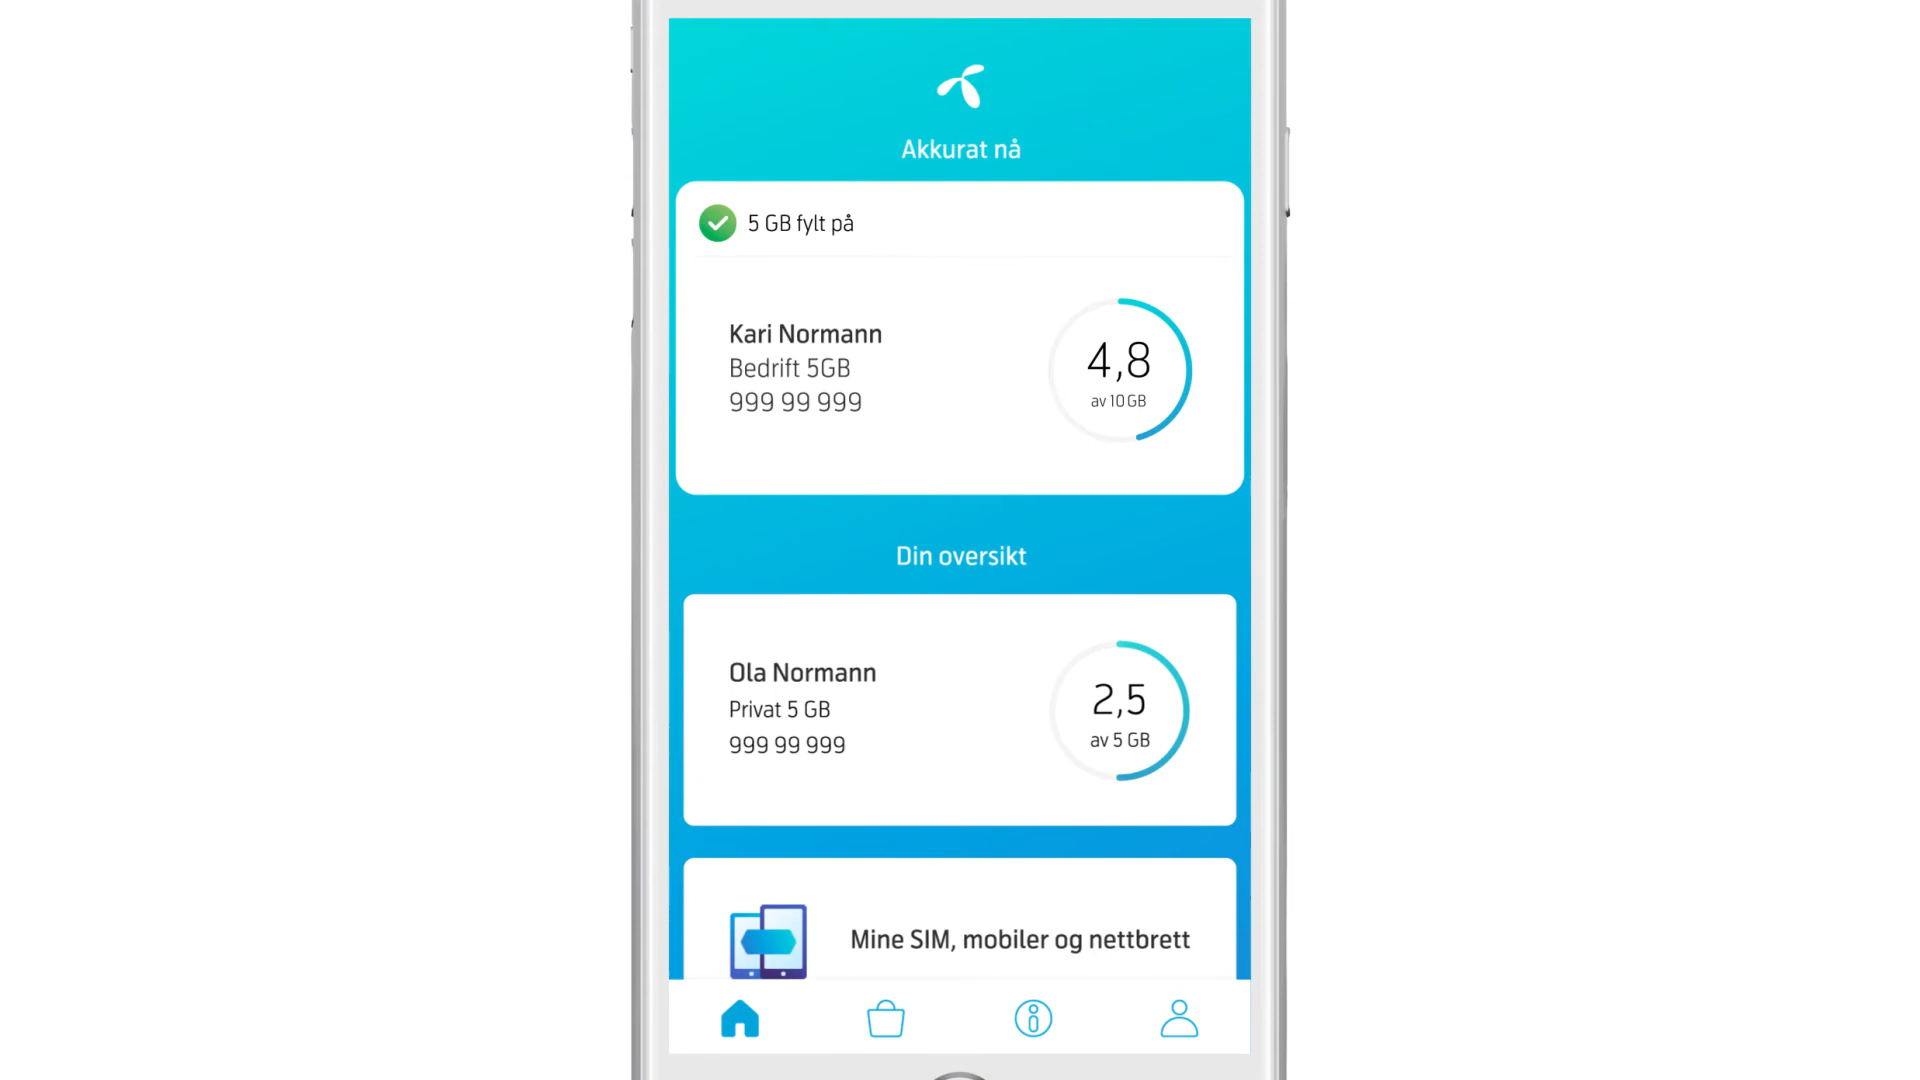 Akkurat nå
5 GB fylt på
Kari Normann
Bedrift 5GB
999 99 999
4,8
av 10 GB
Din oversikt
Ola Normann
Privat 5 GB
999 99 999
2,5
av 5 GB
Mine SIM, mobiler og nettbrett